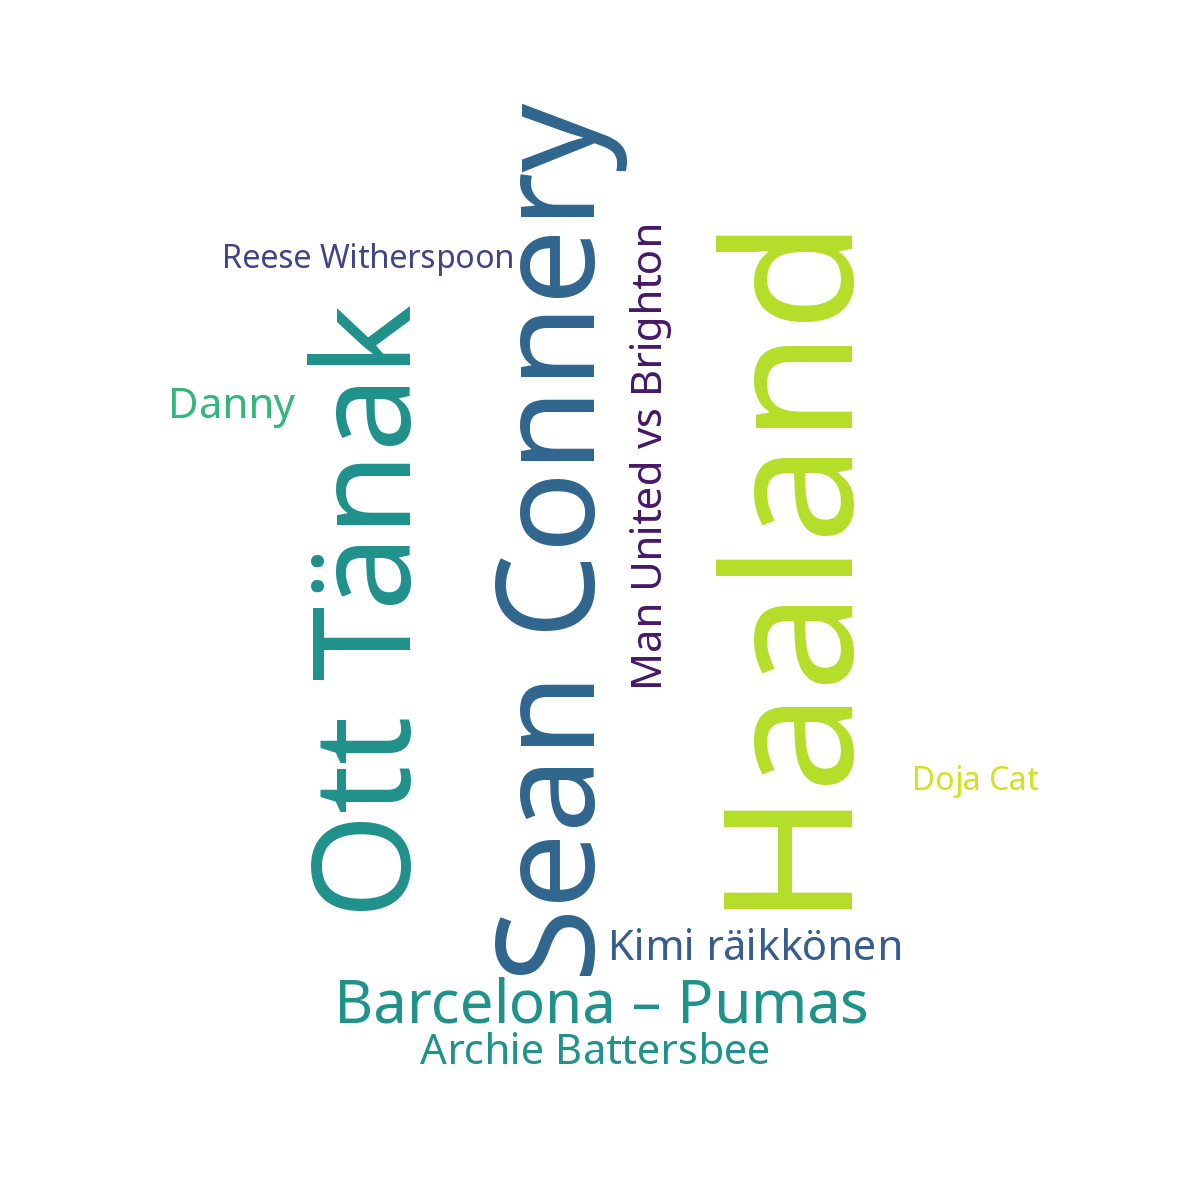 Reese Witherspoon
Danny
Ott Tänak
Sean Connery
Man United vs Brighton
Haaland
Doja Cat
Kimi räikkönen
Barcelona – Pumas
Archie Battersbee